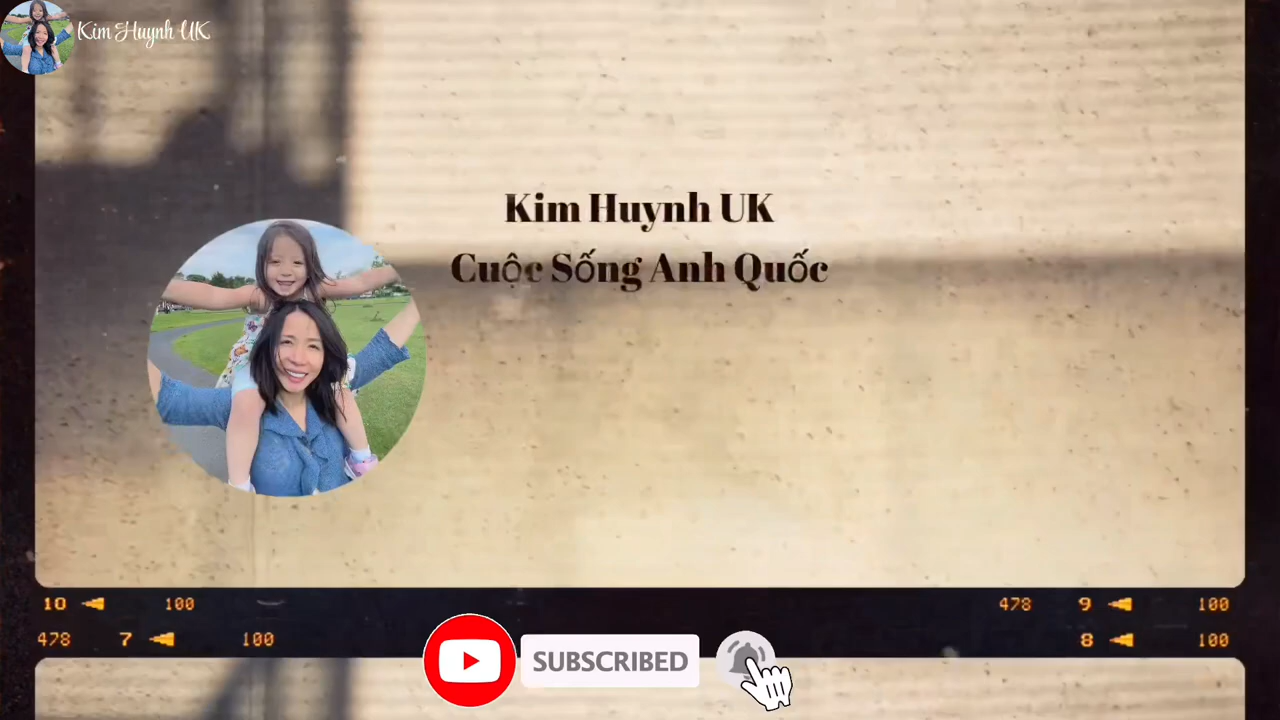 Kim Huynh UK
Kim Huynh UK
Cuộc Sống Anh Quốc
10 100 478 9 100
478 7 100 8 100
SUBSCRIBED